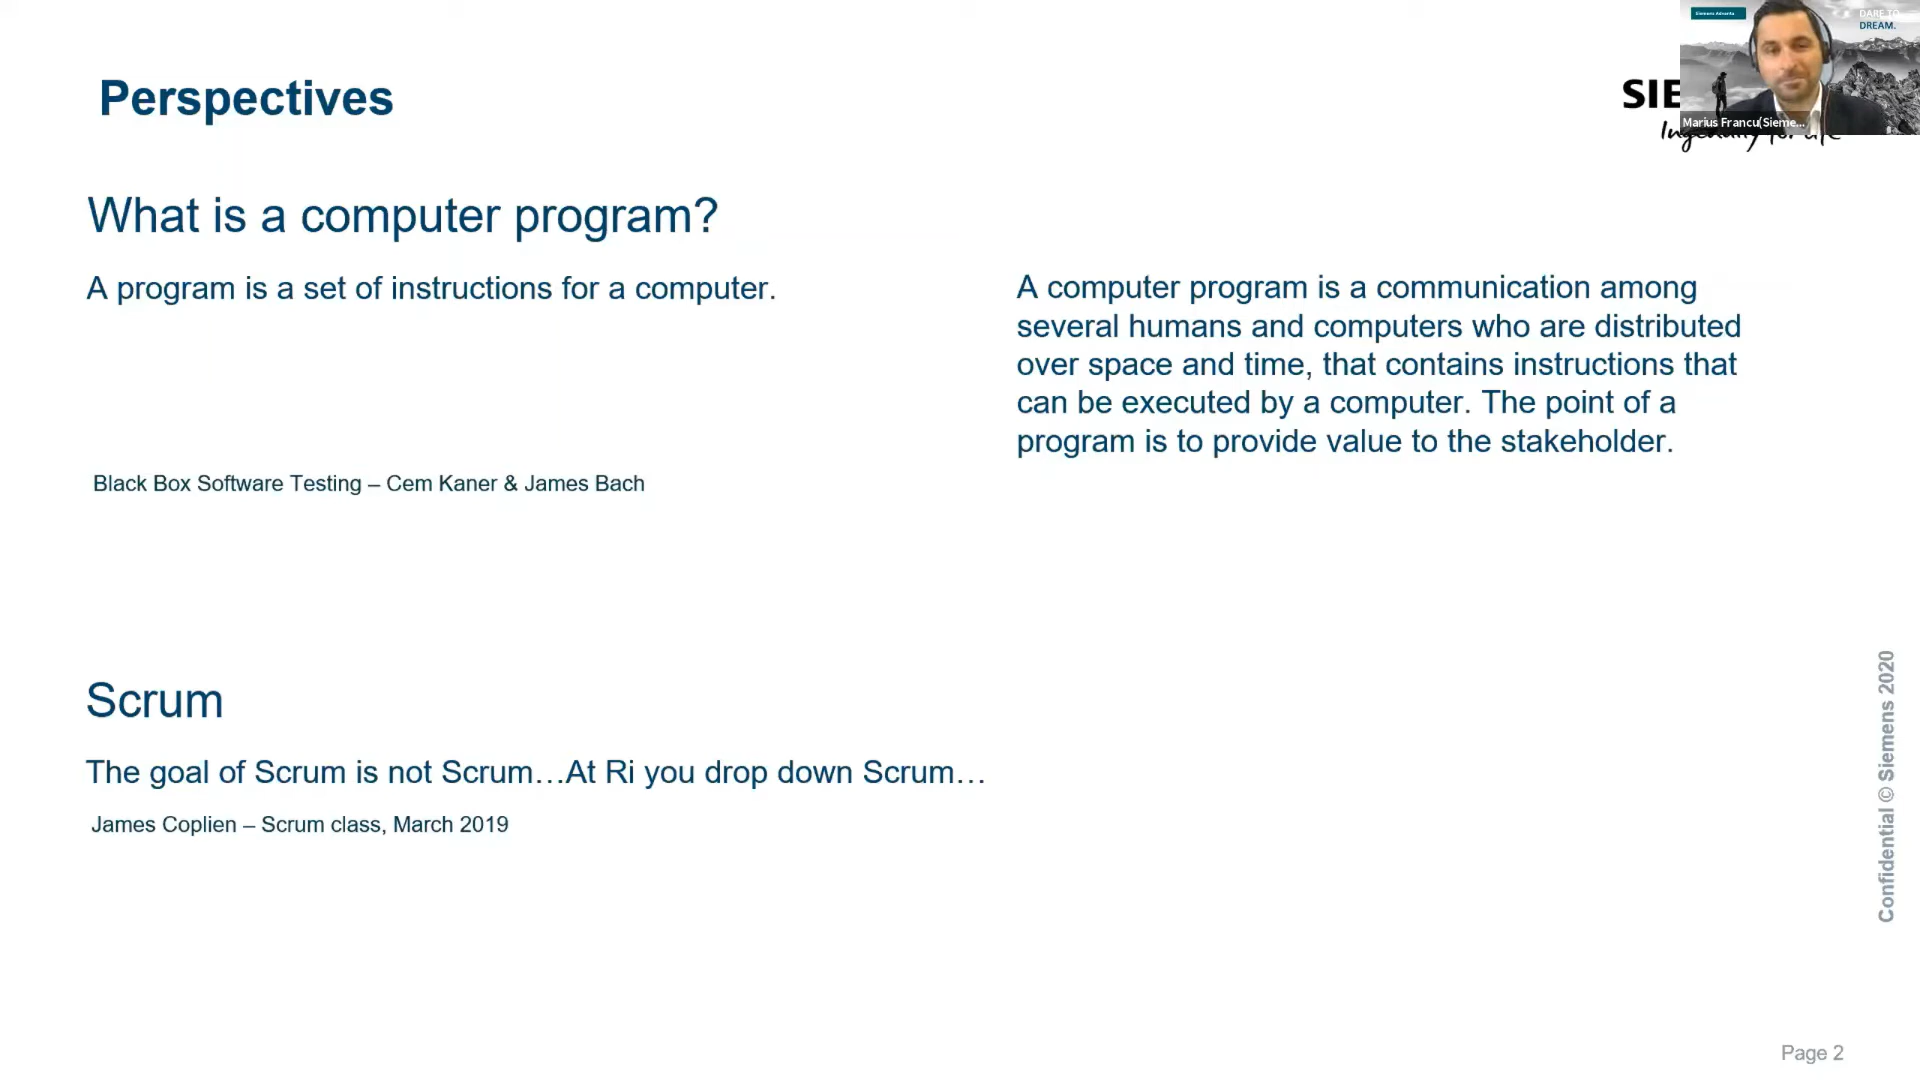 Siemens Advanta
DARE TO
DREAM.
Perspectives
SIE
Marius Francu(Sieme...
What is a computer program?
A program is a set of instructions for a computer.
A computer program is a communication among
several humans and computers who are distributed
over space and time, that contains instructions that
can be executed by a computer. The point of a
program is to provide value to the stakeholder.
Black Box Software Testing – Cem Kaner & James Bach
Scrum
The goal of Scrum is not Scrum…At Ri you drop down Scrum…
James Coplien – Scrum class, March 2019
Confidential © Siemens 2020
Page 2